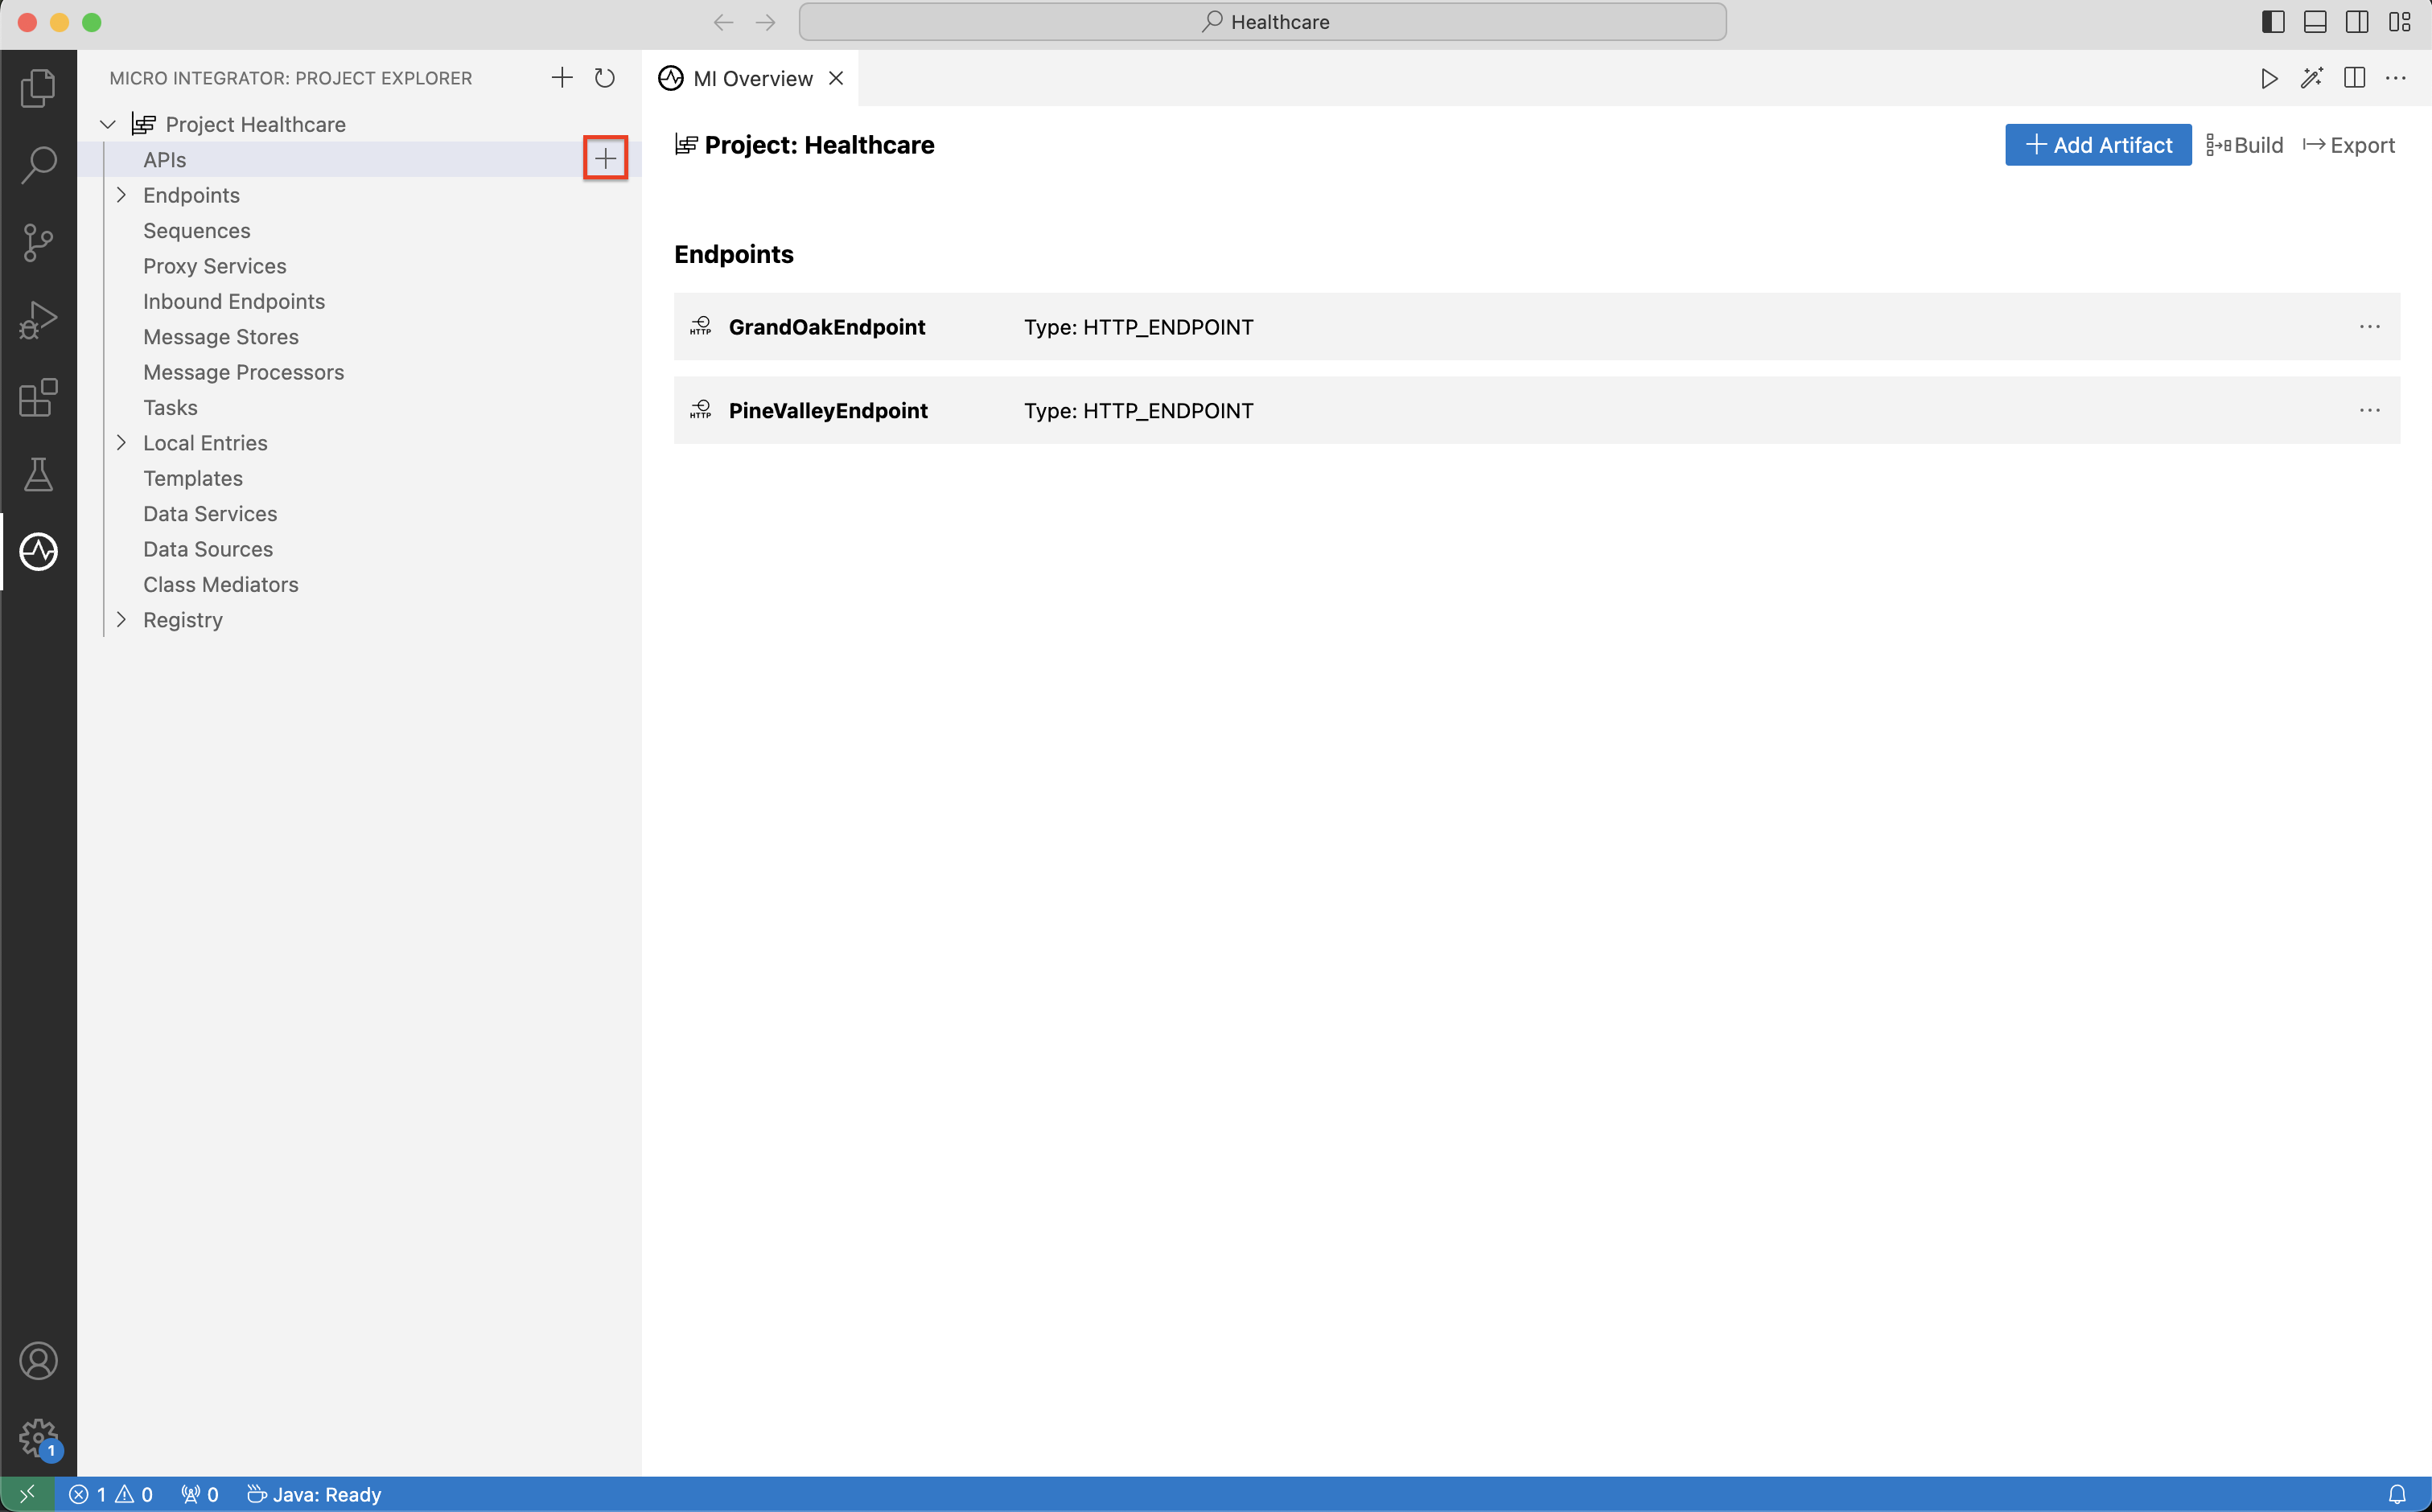 Healthcare
MICRO INTEGRATOR: PROJECT EXPLORER
MI Overview
Project Healthcare
APIs
Endpoints
Sequences
Proxy Services
Inbound Endpoints
Message Stores
Message Processors
Tasks
Local Entries
Templates
Data Services
Data Sources
Class Mediators
Registry
Project: Healthcare
Add Artifact Build Export
Endpoints
HTTP GrandOakEndpoint Type: HTTP_ENDPOINT
HTTP PineValleyEndpoint Type: HTTP_ENDPOINT
1
1 0 0 Java: Ready